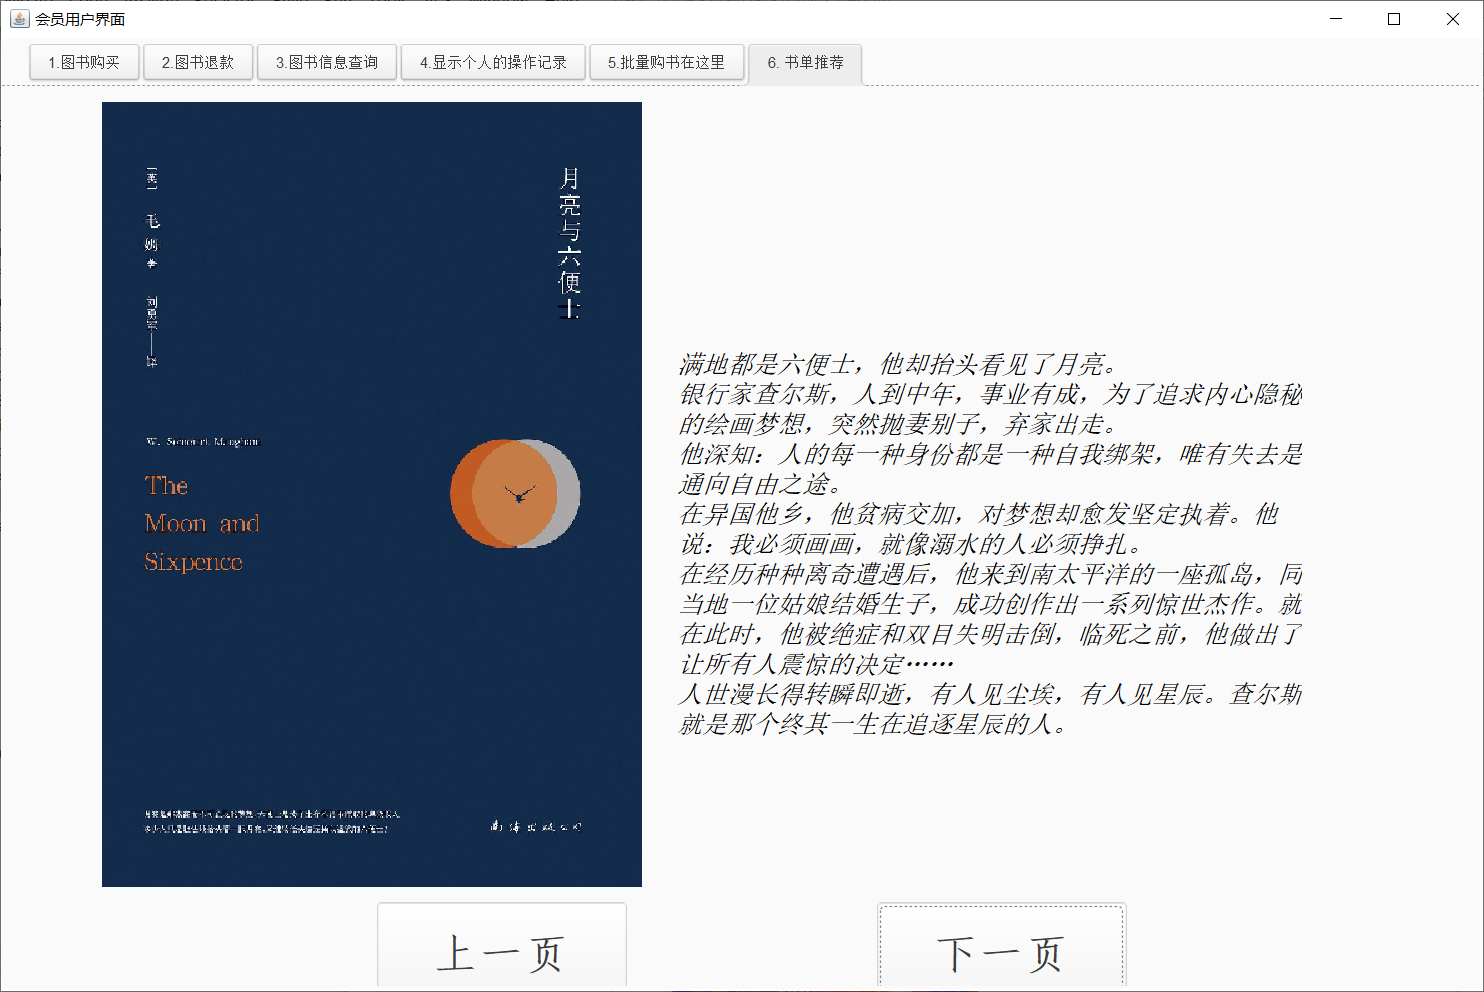 会员用户界面
1.图书购买
2.图书退款
3.图书信息查询
4.显示个人的操作记录
5.批量购书在这里
6. 书单推荐
月亮与六便士
[英]
毛姆 著
刘勇军——译
W. Somerset Maugham
The
Moon and
Sixpence
南海出版公司
满地都是六便士，他却抬头看见了月亮。
银行家查尔斯，人到中年，事业有成，为了追求内心隐秘
的绘画梦想，突然抛妻别子，弃家出走。
他深知：人的每一种身份都是一种自我绑架，唯有失去是
通向自由之途。
在异国他乡，他贫病交加，对梦想却愈发坚定执着。他
说：我必须画画，就像溺水的人必须挣扎。
在经历种种离奇遭遇后，他来到南太平洋的一座孤岛，同
当地一位姑娘结婚生子，成功创作出一系列惊世杰作。就
在此时，他被绝症和双目失明击倒，临死之前，他做出了
让所有人震惊的决定……
人世漫长得转瞬即逝，有人见尘埃，有人见星辰。查尔斯
就是那个终其一生在追逐星辰的人。
上一页
下一页